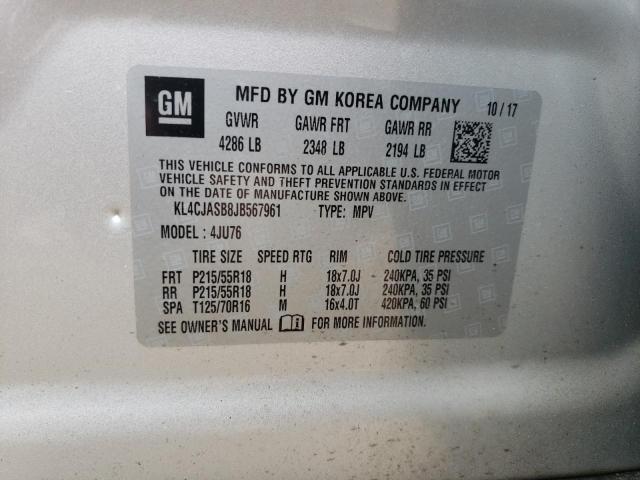 GM MFD BY GM KOREA COMPANY 10 / 17
GVWR GAWR FRT GAWR RR
4286 LB 2348 LB 2194 LB
THIS VEHICLE CONFORMS TO ALL APPLICABLE U.S. FEDERAL MOTOR
VEHICLE SAFETY AND THEFT PREVENTION STANDARDS IN EFFECT
ON THE DATE OF MANUFACTURE SHOWN ABOVE.
KL4CJASB8JB567961 TYPE: MPV
MODEL : 4JU76
TIRE SIZE SPEED RTG RIM COLD TIRE PRESSURE
FRT P215/55R18 H 18x7.0J 240KPA, 35 PSI
RR P215/55R18 H 18x7.0J 240KPA, 35 PSI
SPA T125/70R16 M 16x4.0T 420KPA, 60 PSI
SEE OWNER'S MANUAL FOR MORE INFORMATION.